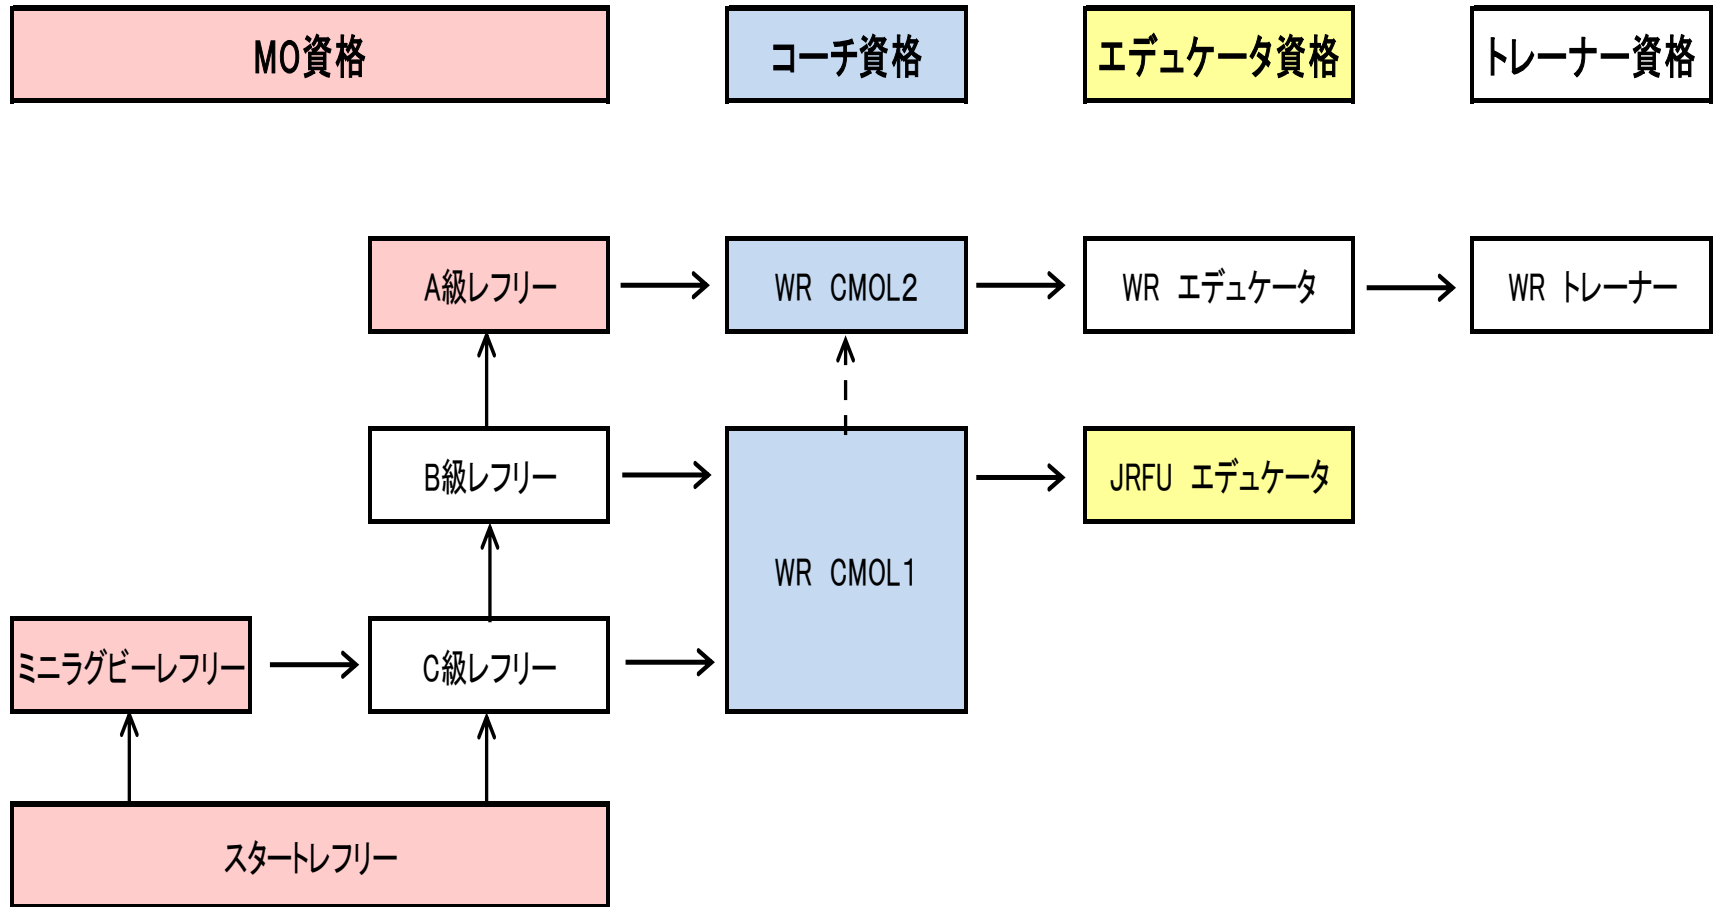 MO資格
コーチ資格
エデュケータ資格
トレーナー資格
A級レフリー
WR CMOL2
WR エデュケータ
WR トレーナー
B級レフリー
JRFU エデュケータ
WR CMOL1
ミニラグビーレフリー
C級レフリー
スタートレフリー